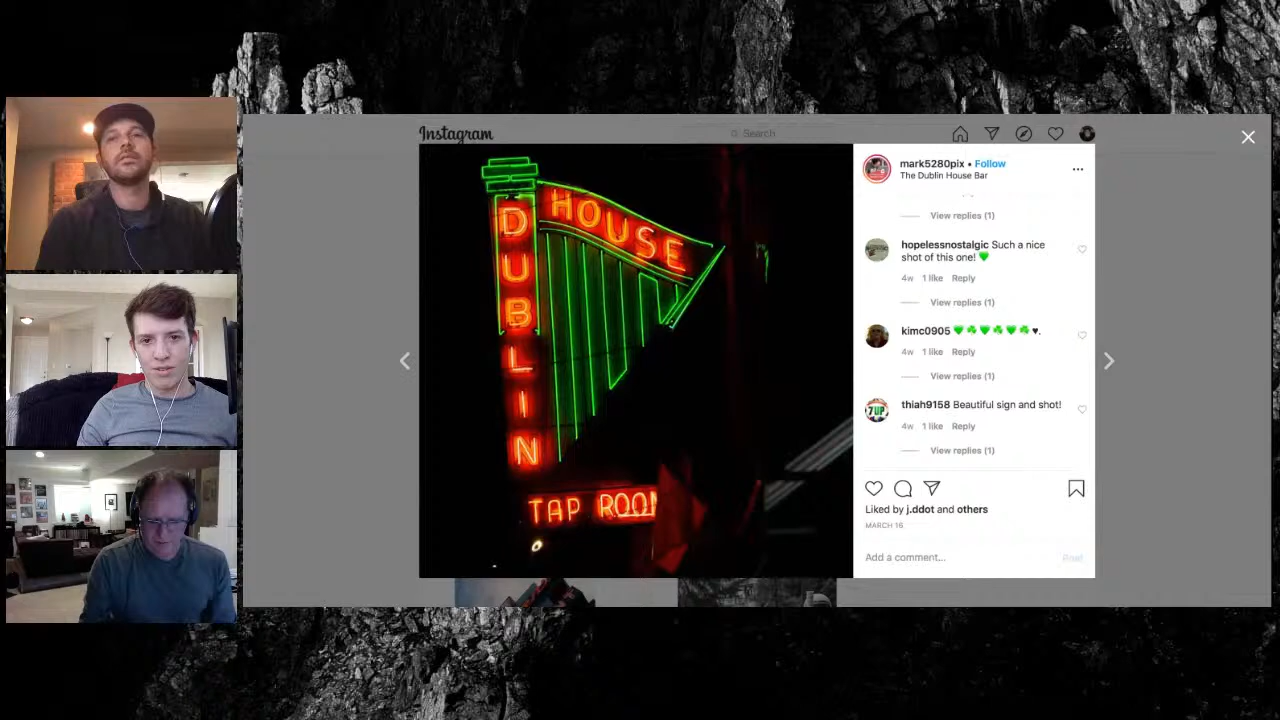 Instagram
Search
HOUSE
DUBLIN
TAP ROOM
mark5280pix • Follow
The Dublin House Bar
View replies (1)
hopelessnostalgic Such a nice
shot of this one! 💚
4w 1 like Reply
View replies (1)
kimc0905 💚☘💚☘💚☘♥.
4w 1 like Reply
View replies (1)
7UP
thiah9158 Beautiful sign and shot!
4w 1 like Reply
View replies (1)
Liked by j.ddot and others
MARCH 16
Add a comment...
Post